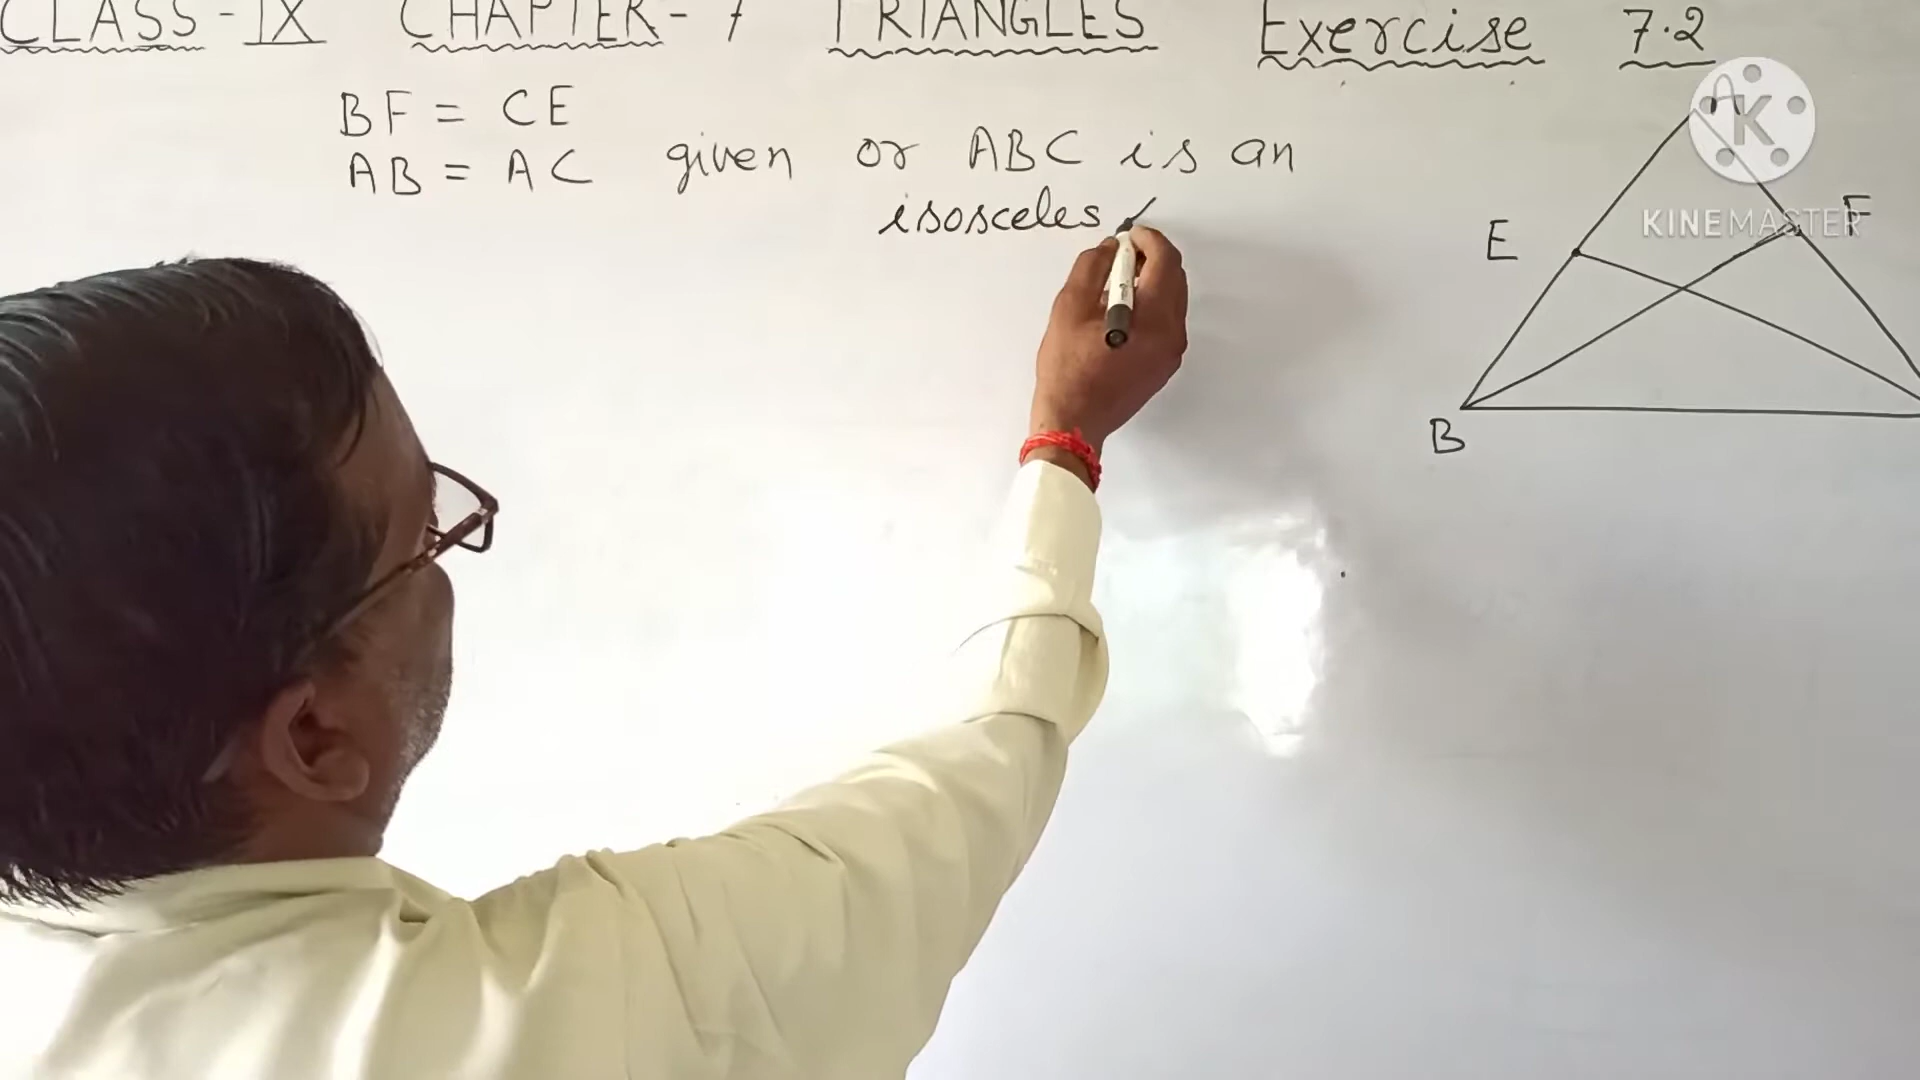 CLASS-IX CHAPTER-7 TRIANGLES Exercise 7.2
BF = CE
AB = AC given or ABC is an
isosceles
A
E
F
B
K
KINEMASTER